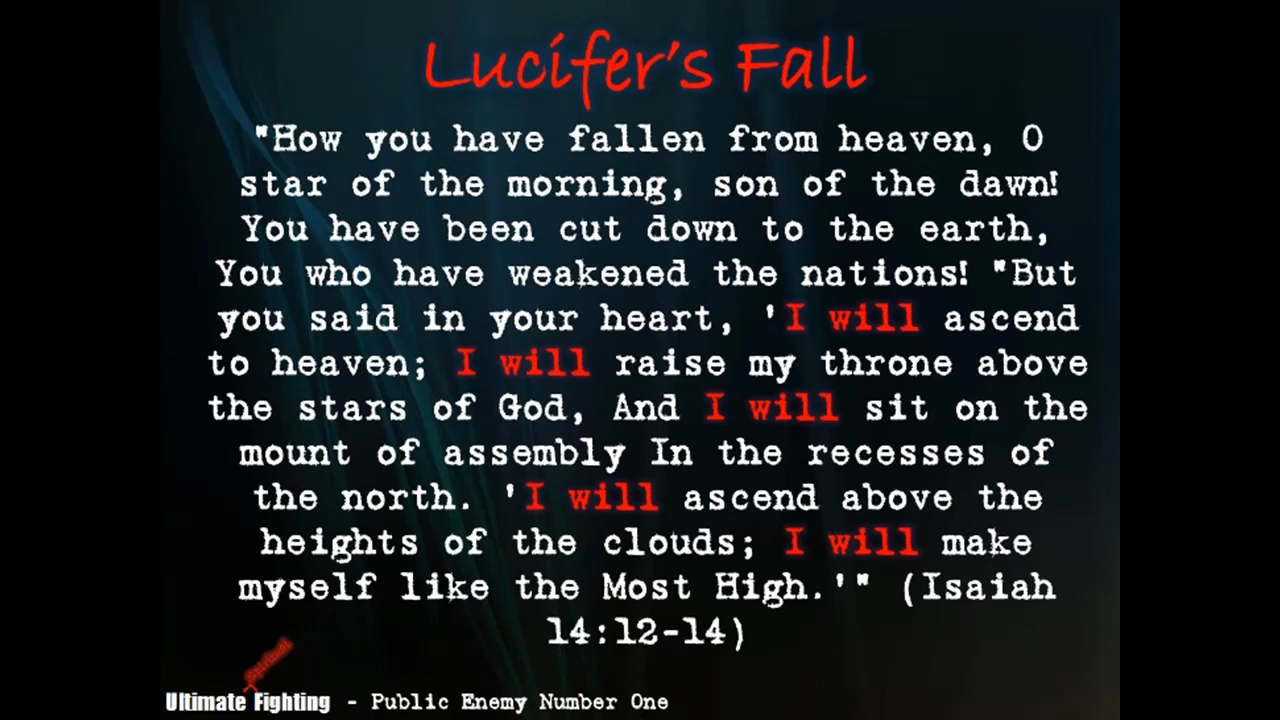 Lucifer's Fall
"How you have fallen from heaven, O
star of the morning, son of the dawn!
You have been cut down to the earth,
You who have weakened the nations! "But
you said in your heart, 'I will ascend
to heaven; I will raise my throne above
the stars of God, And I will sit on the
mount of assembly In the recesses of
the north. 'I will ascend above the
heights of the clouds; I will make
myself like the Most High.'" (Isaiah
14:12-14)
Ultimate Fighting - Public Enemy Number One